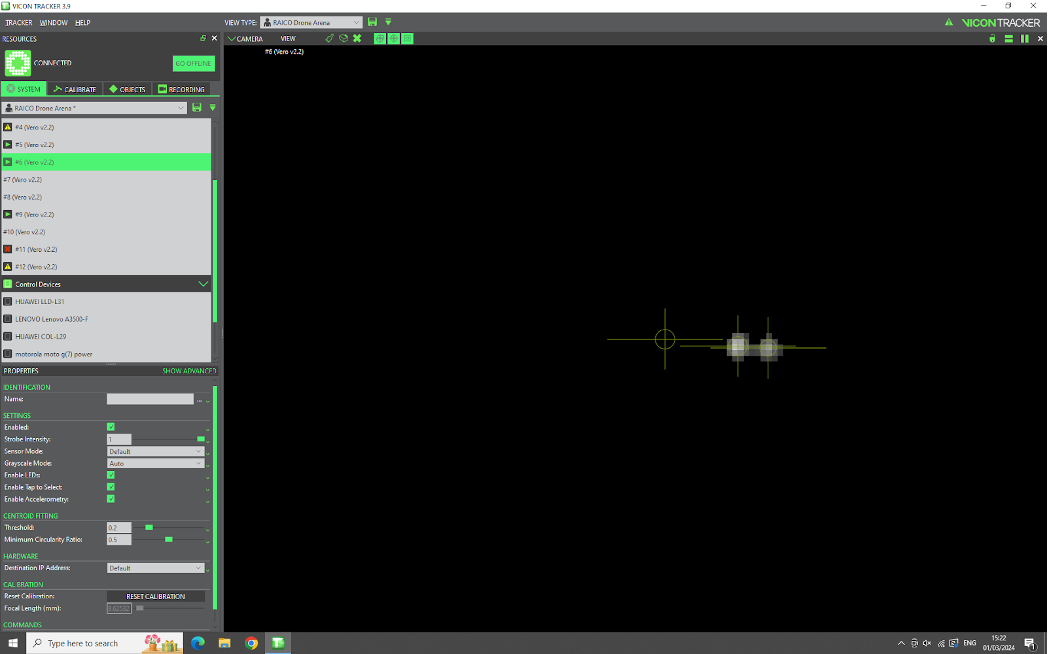 VICON TRACKER 3.9
TRACKER WINDOW HELP
VIEW TYPE: RAICO Drone Arena
VICON TRACKER
RESOURCES
CAMERA VIEW
#6 (Vero v2.2)
CONNECTED
GO OFFLINE
SYSTEM CALIBRATE OBJECTS RECORDING
RAICO Drone Arena *
#4 (Vero v2.2)
#5 (Vero v2.2)
#6 (Vero v2.2)
#7 (Vero v2.2)
#8 (Vero v2.2)
#9 (Vero v2.2)
#10 (Vero v2.2)
#11 (Vero v2.2)
#12 (Vero v2.2)
Control Devices
HUAWEI LLD-L31
LENOVO Lenovo A3500-F
HUAWEI COL-L29
motorola moto g(7) power
PROPERTIES SHOW ADVANCED
IDENTIFICATION
Name:
SETTINGS
Enabled:
Strobe Intensity: 1
Sensor Mode: Default
Grayscale Mode: Auto
Enable LEDs:
Enable Tap to Select:
Enable Accelerometry:
CENTROID FITTING
Threshold: 0.2
Minimum Circularity Ratio: 0.5
HARDWARE
Destination IP Address: Default
CALIBRATION
Reset Calibration: RESET CALIBRATION
Focal Length (mm):
COMMANDS
Type here to search
ENG
15:22
01/03/2024